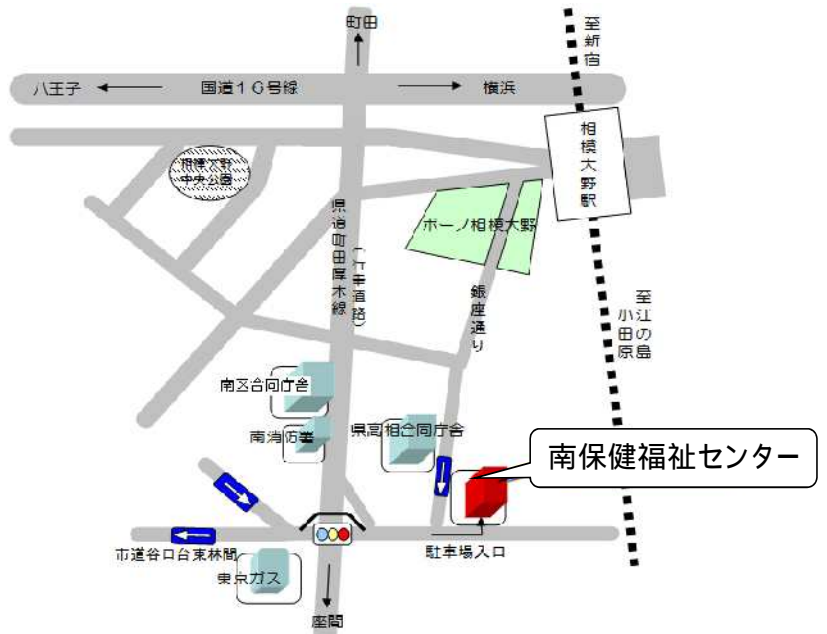 町田
至新宿
八王子
国道16号線
横浜
相模大野駅
相模大野
中央公園
ボーノ相模大野
県道町田厚木線
(行幸道路)
銀座通り
至江の島
小田原
南区合同庁舎
南消防署
県高相合同庁舎
南保健福祉センター
市道谷口台東林間
駐車場入口
東京ガス
座間